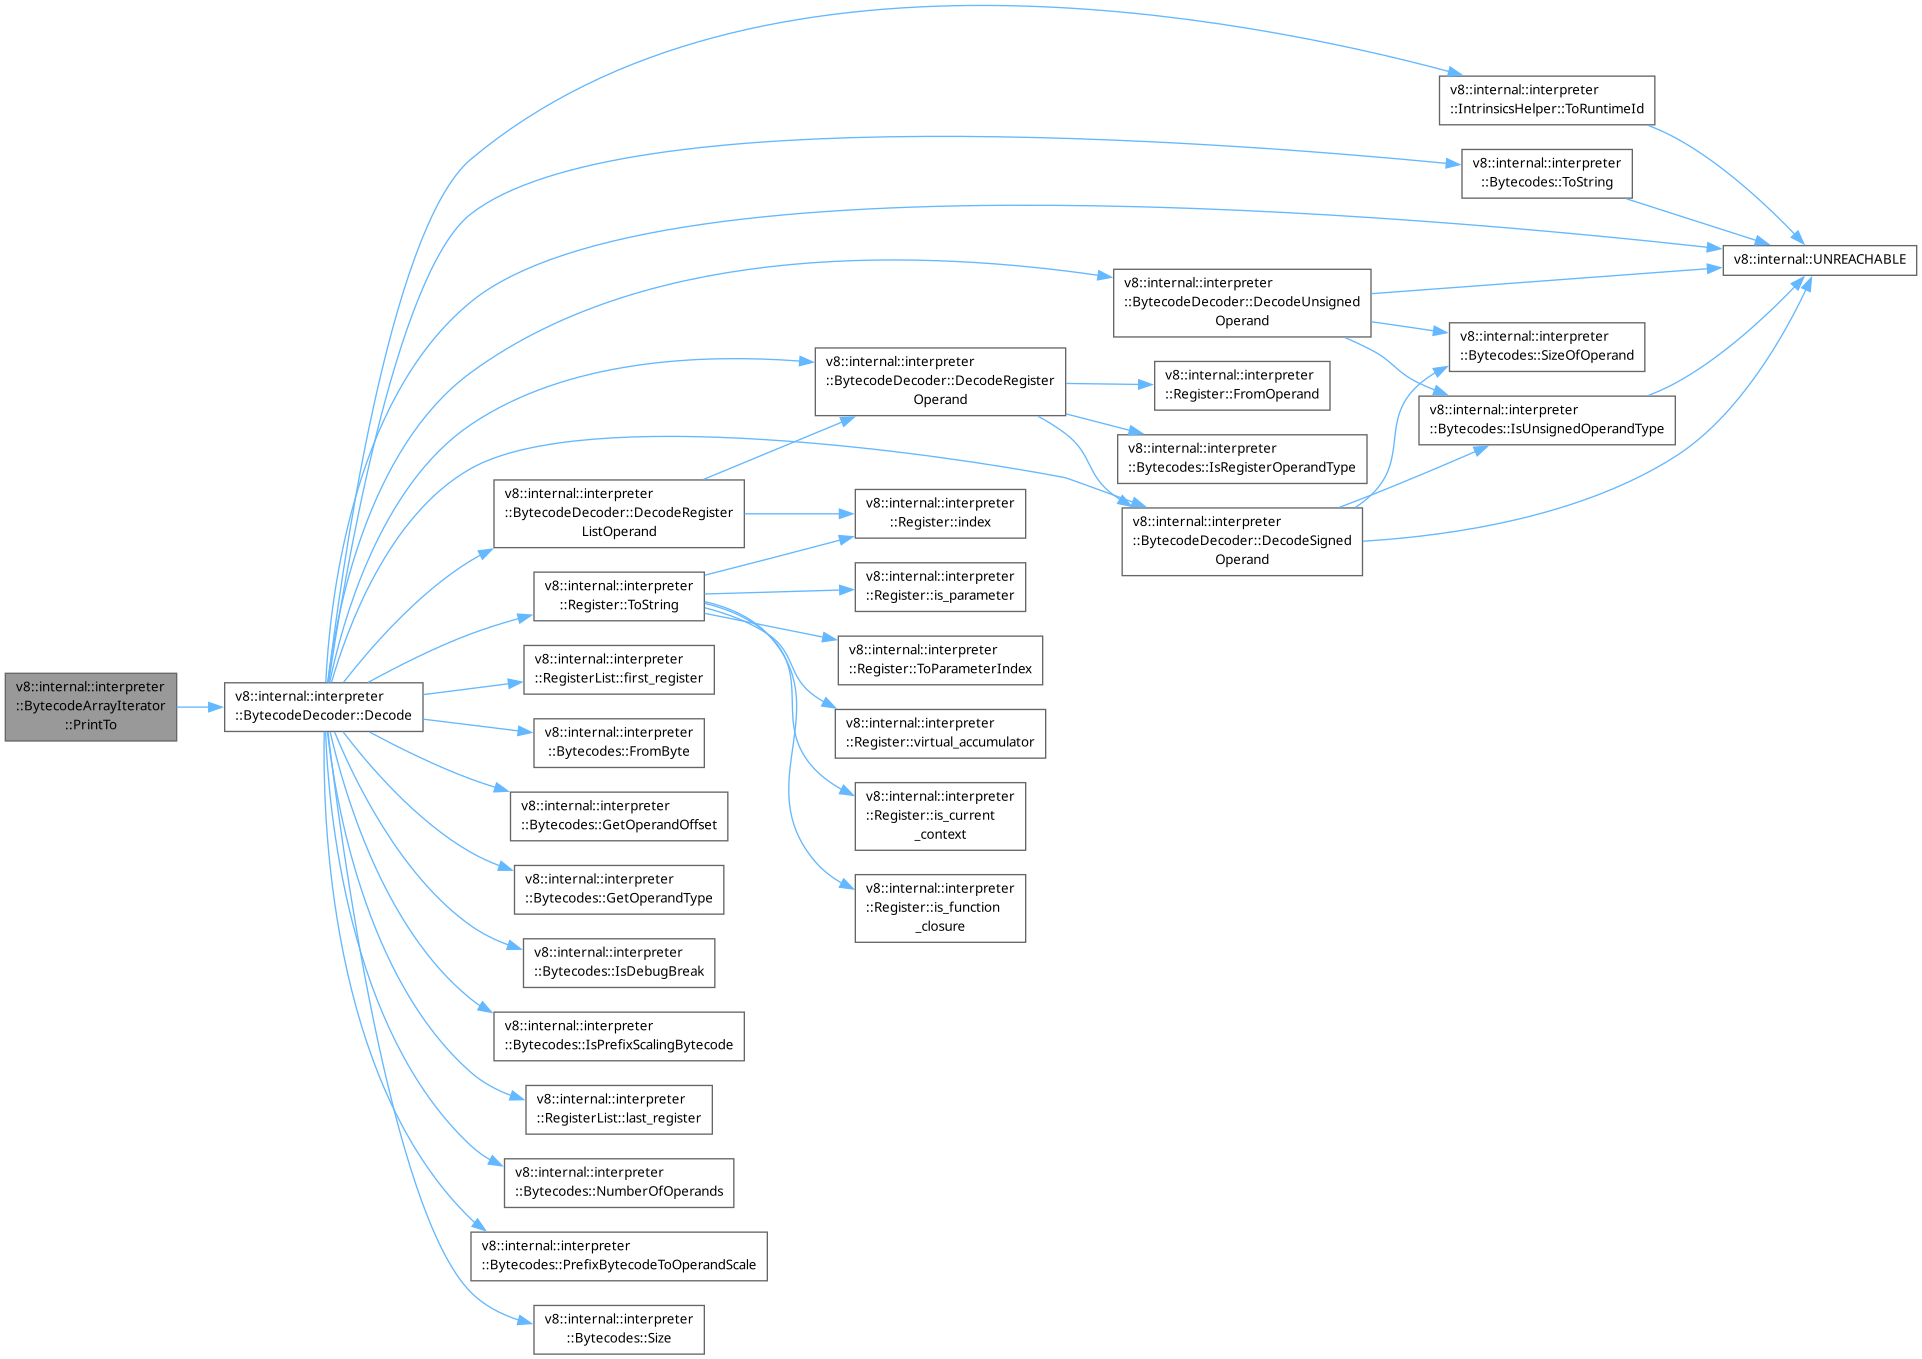 v8::internal::interpreter
::BytecodeArrayIterator
::PrintTo
v8::internal::interpreter
::BytecodeDecoder::Decode
v8::internal::interpreter
::BytecodeDecoder::DecodeRegister
ListOperand
v8::internal::interpreter
::Register::ToString
v8::internal::interpreter
::RegisterList::first_register
v8::internal::interpreter
::Bytecodes::FromByte
v8::internal::interpreter
::Bytecodes::GetOperandOffset
v8::internal::interpreter
::Bytecodes::GetOperandType
v8::internal::interpreter
::Bytecodes::IsDebugBreak
v8::internal::interpreter
::Bytecodes::IsPrefixScalingBytecode
v8::internal::interpreter
::RegisterList::last_register
v8::internal::interpreter
::Bytecodes::NumberOfOperands
v8::internal::interpreter
::Bytecodes::PrefixBytecodeToOperandScale
v8::internal::interpreter
::Bytecodes::Size
v8::internal::interpreter
::BytecodeDecoder::DecodeRegister
Operand
v8::internal::interpreter
::Register::index
v8::internal::interpreter
::Register::is_parameter
v8::internal::interpreter
::Register::ToParameterIndex
v8::internal::interpreter
::Register::virtual_accumulator
v8::internal::interpreter
::Register::is_current
_context
v8::internal::interpreter
::Register::is_function
_closure
v8::internal::interpreter
::BytecodeDecoder::DecodeUnsigned
Operand
v8::internal::interpreter
::Register::FromOperand
v8::internal::interpreter
::Bytecodes::IsRegisterOperandType
v8::internal::interpreter
::BytecodeDecoder::DecodeSigned
Operand
v8::internal::interpreter
::IntrinsicsHelper::ToRuntimeId
v8::internal::interpreter
::Bytecodes::ToString
v8::internal::interpreter
::Bytecodes::SizeOfOperand
v8::internal::interpreter
::Bytecodes::IsUnsignedOperandType
v8::internal::UNREACHABLE